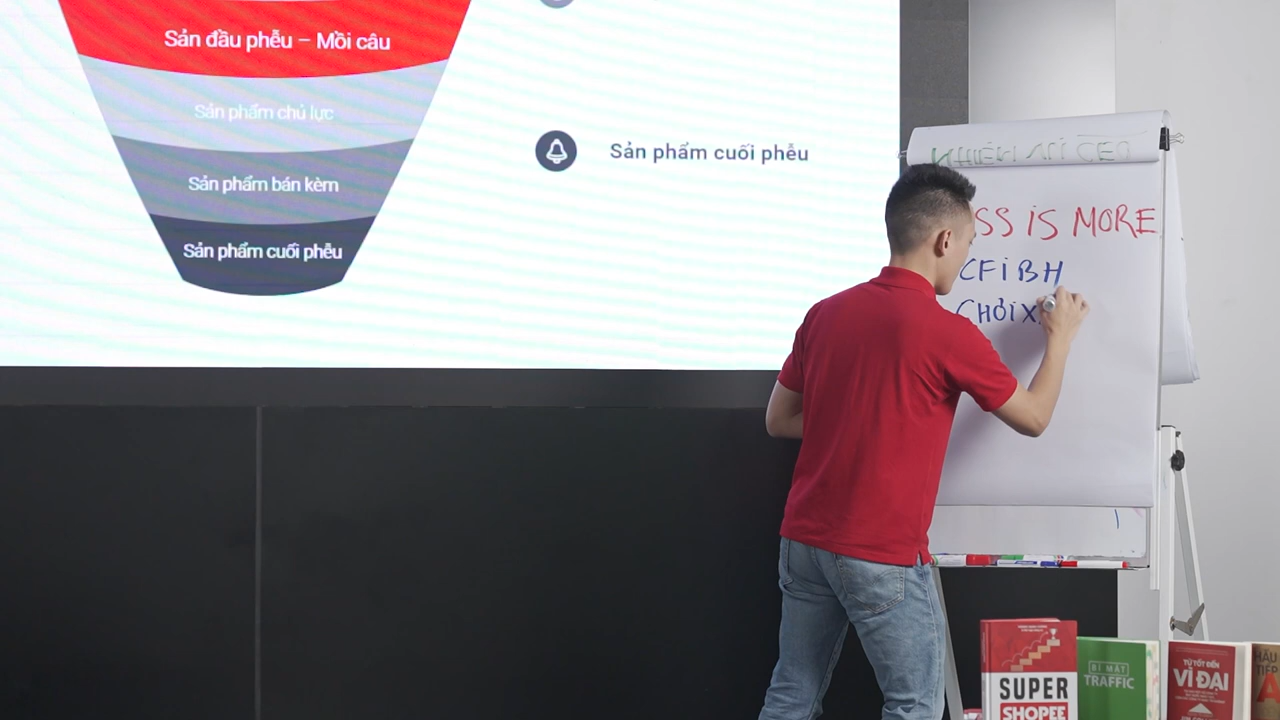 Sản đầu phễu – Mồi câu
Sản phẩm chủ lực
Sản phẩm bán kèm
Sản phẩm cuối phễu
Sản phẩm cuối phễu
SS iS MORE
CFiBH
CHỞiX
SUPER
SHOPEE
BÍ MẬT
TRAFFIC
TỪ TỐT ĐẾN
VĨ ĐẠI